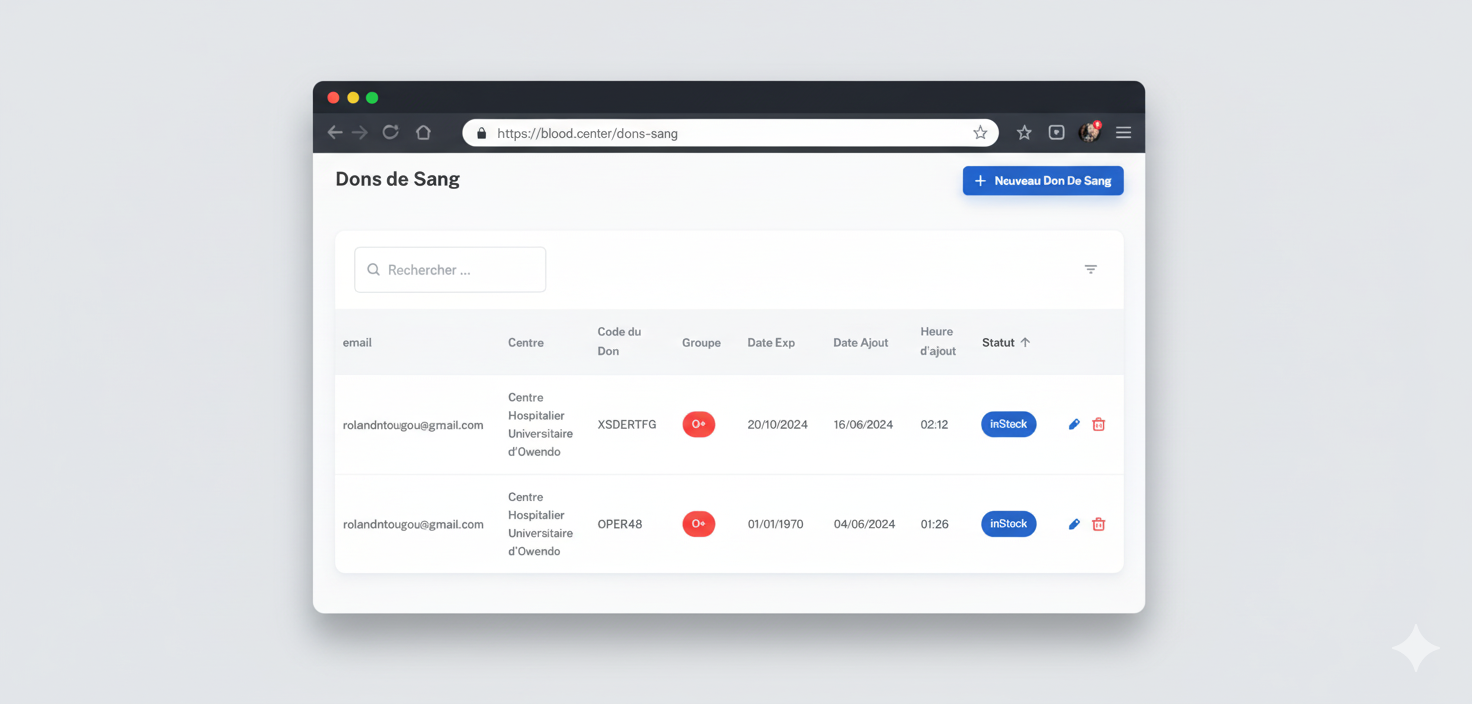 https://blood.center/dons-sang
Dons de Sang
+ Nouveau Don De Sang
Rechercher ...
email
Centre
Code du
Don
Groupe
Date Exp
Date Ajout
Heure
d'ajout
Statut ↑
rolandntougou@gmail.com
Centre
Hospitalier
Universitaire
d'Owendo
XSDERTFG
O+
20/10/2024
16/06/2024
02:12
inStock
rolandntougou@gmail.com
Centre
Hospitalier
Universitaire
d'Owendo
OPER48
O+
01/01/1970
04/06/2024
01:26
inStock